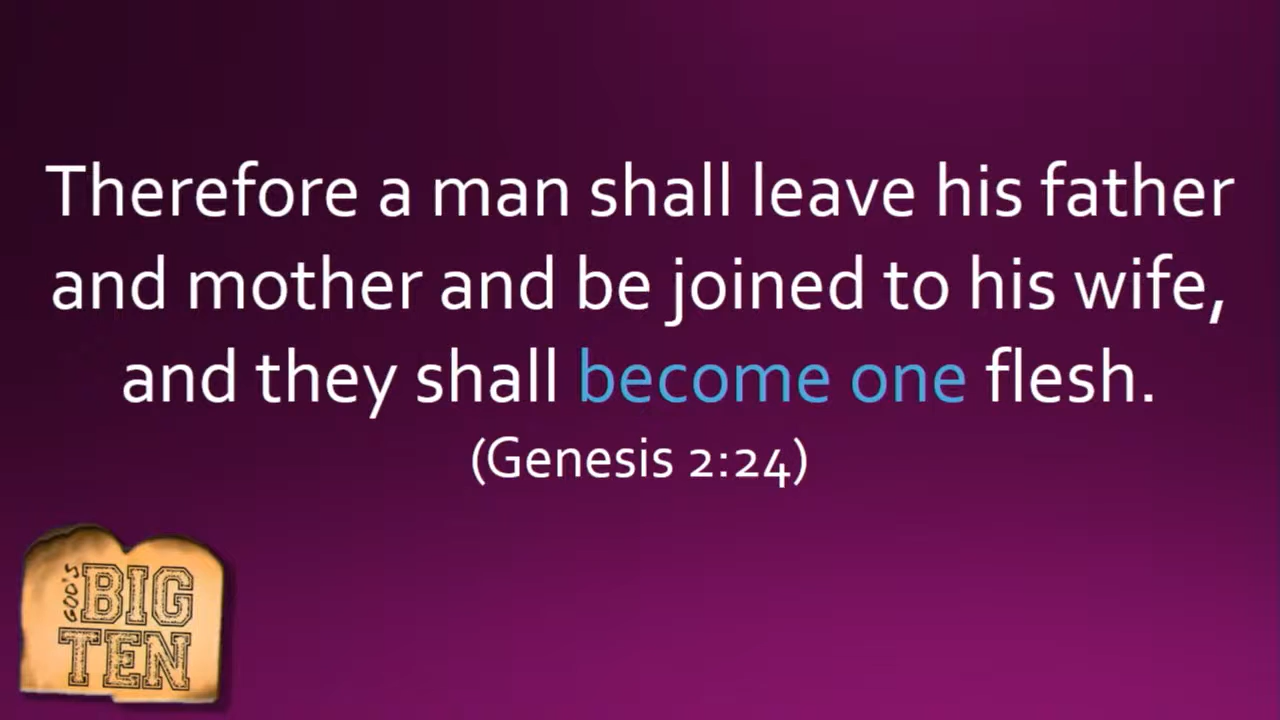 Therefore a man shall leave his father
and mother and be joined to his wife,
and they shall become one flesh.
(Genesis 2:24)
GOD'S
BIG
TEN